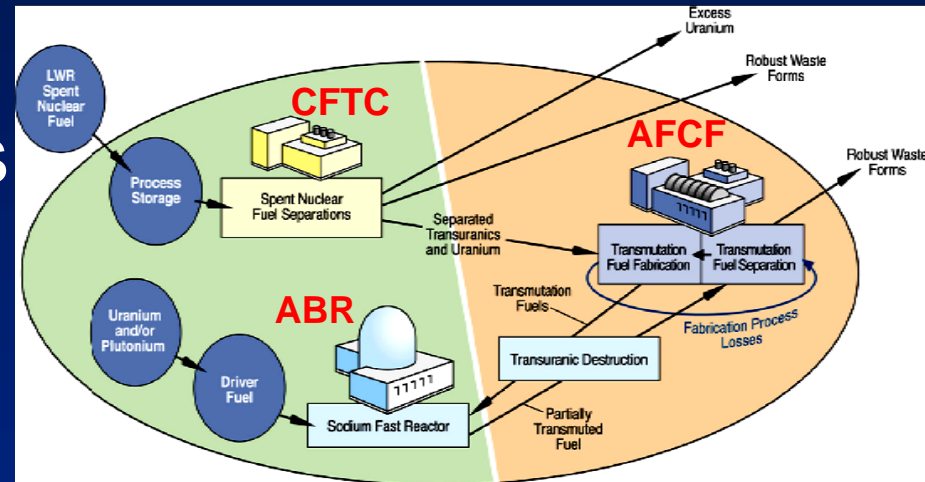 Excess
Uranium
LWR
Spent
Nuclear
Fuel
CFTC
Robust Waste
Forms
AFCF
S
Process
Storage
Spent Nuclear
Fuel Separations
Robust Waste
Forms
Separated
Transuranics
and Uranium
Transmutation
Fuel Fabrication
Transmutation
Fuel Separation
Uranium
and/or
Plutonium
ABR
Transmutation
Fuels
Fabrication Process
Losses
Driver
Fuel
Transuranic Destruction
Sodium Fast Reactor
Partially
Transmuted
Fuel